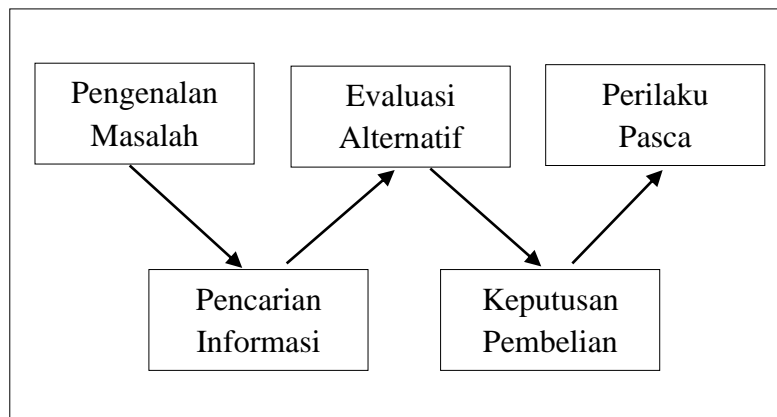 Pengenalan
Masalah
Evaluasi
Alternatif
Perilaku
Pasca
Pencarian
Informasi
Keputusan
Pembelian